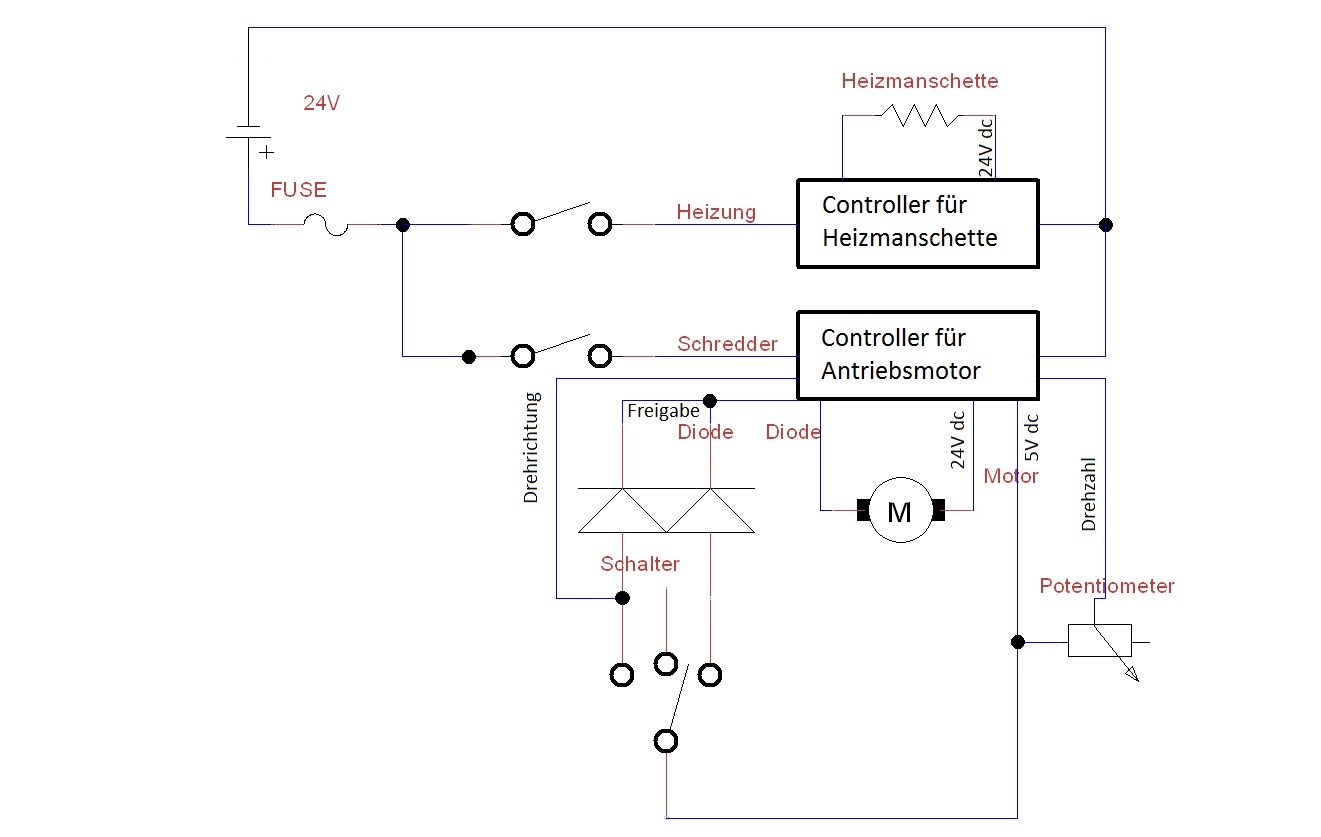 Heizmanschette
24V
24V dc
+
FUSE
Heizung
Controller für
Heizmanschette
Schredder
Controller für
Antriebsmotor
Drehrichtung
Freigabe
Diode
Diode
24V dc
5V dc
Motor
Drehzahl
M
Schalter
Potentiometer